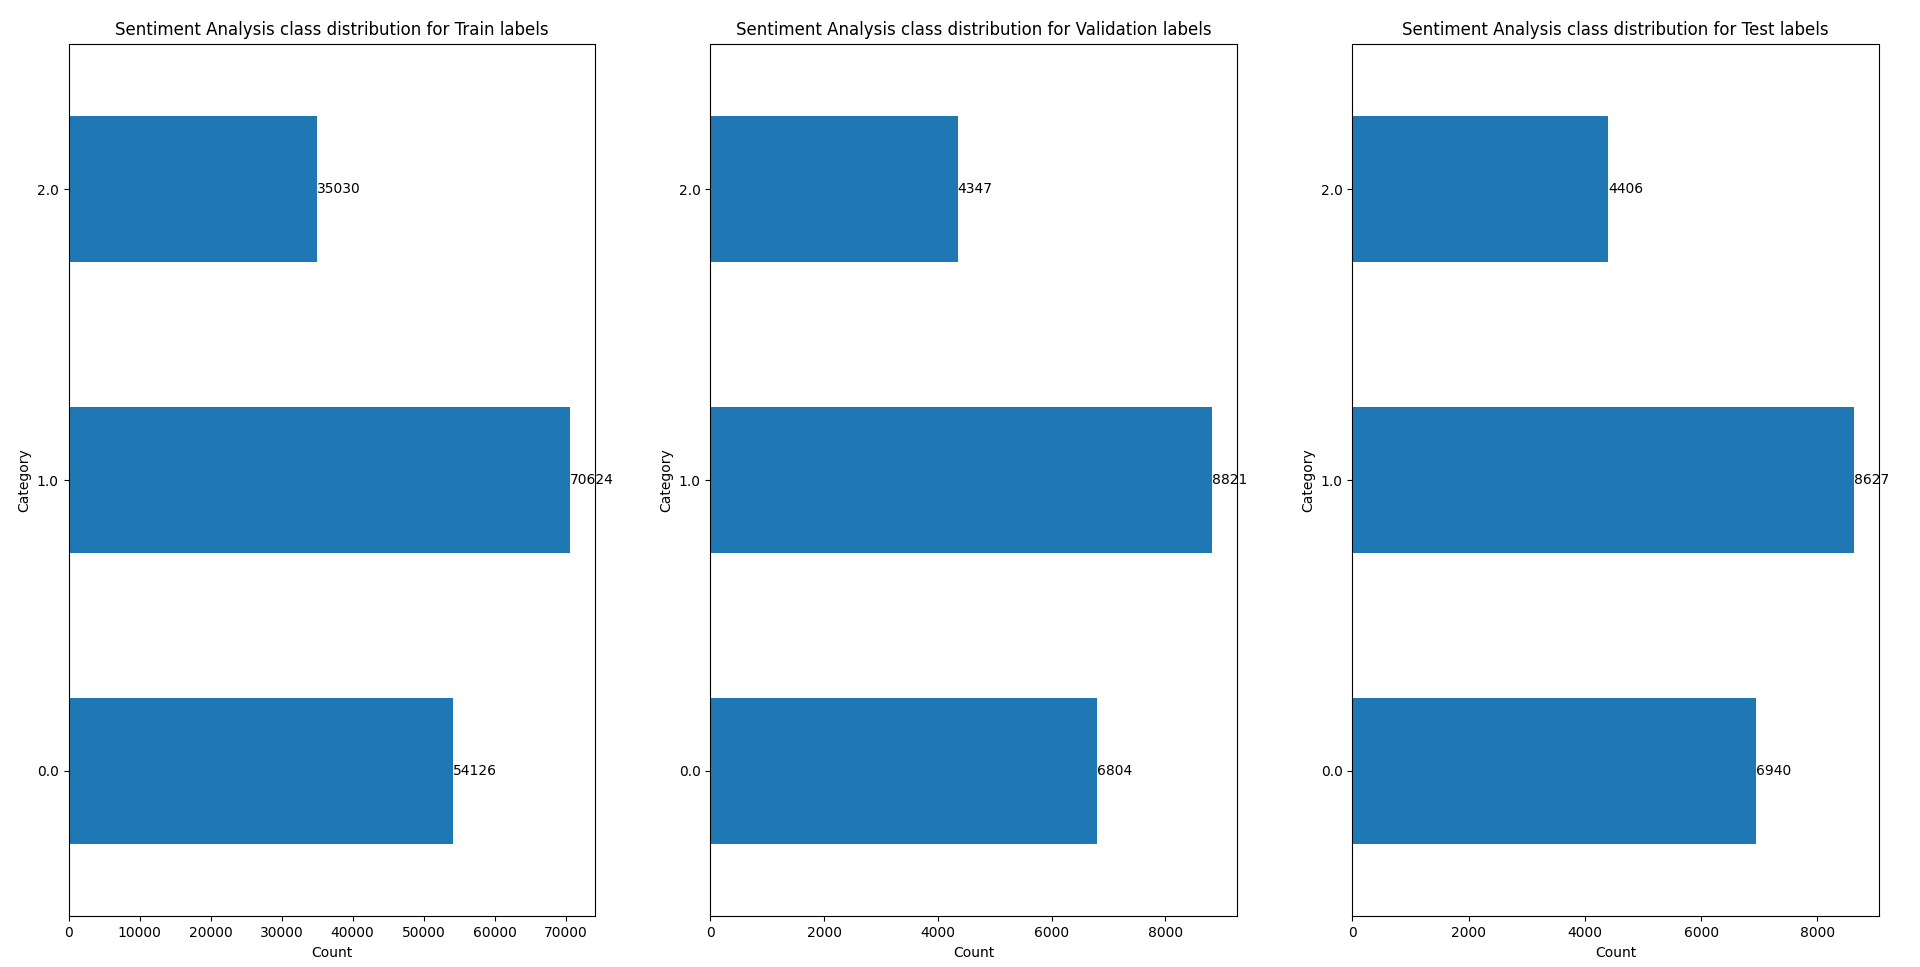 Sentiment Analysis class distribution for Train labels
2.0
35030
1.0
70624
0.0
54126
Category
0 10000 20000 30000 40000 50000 60000 70000
Count
Sentiment Analysis class distribution for Validation labels
2.0
4347
1.0
8821
0.0
6804
Category
0 2000 4000 6000 8000
Count
Sentiment Analysis class distribution for Test labels
2.0
4406
1.0
8627
0.0
6940
Category
0 2000 4000 6000 8000
Count